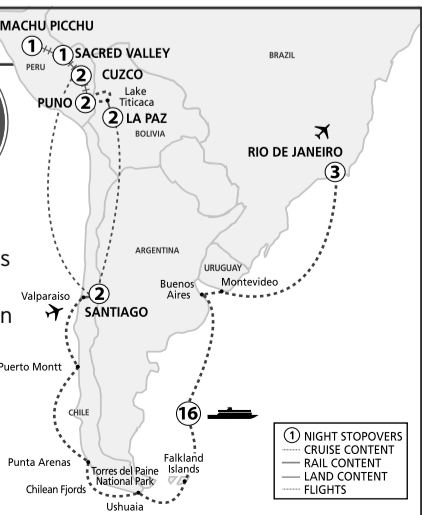 MACHU PICCHU
1
1
SACRED VALLEY
PERU
2
CUZCO
BRAZIL
PUNO
2
Lake
Titicaca
2
LA PAZ
BOLIVIA
RIO DE JANEIRO
3
ARGENTINA
s
URUGUAY
Buenos
Aires
Montevideo
Valparaiso
2
n
SANTIAGO
Puerto Montt
CHILE
16
Punta Arenas
Torres del Paine
National Park
Falkland
Islands
Chilean Fjords
Ushuaia
1 NIGHT STOPOVERS
CRUISE CONTENT
RAIL CONTENT
LAND CONTENT
FLIGHTS